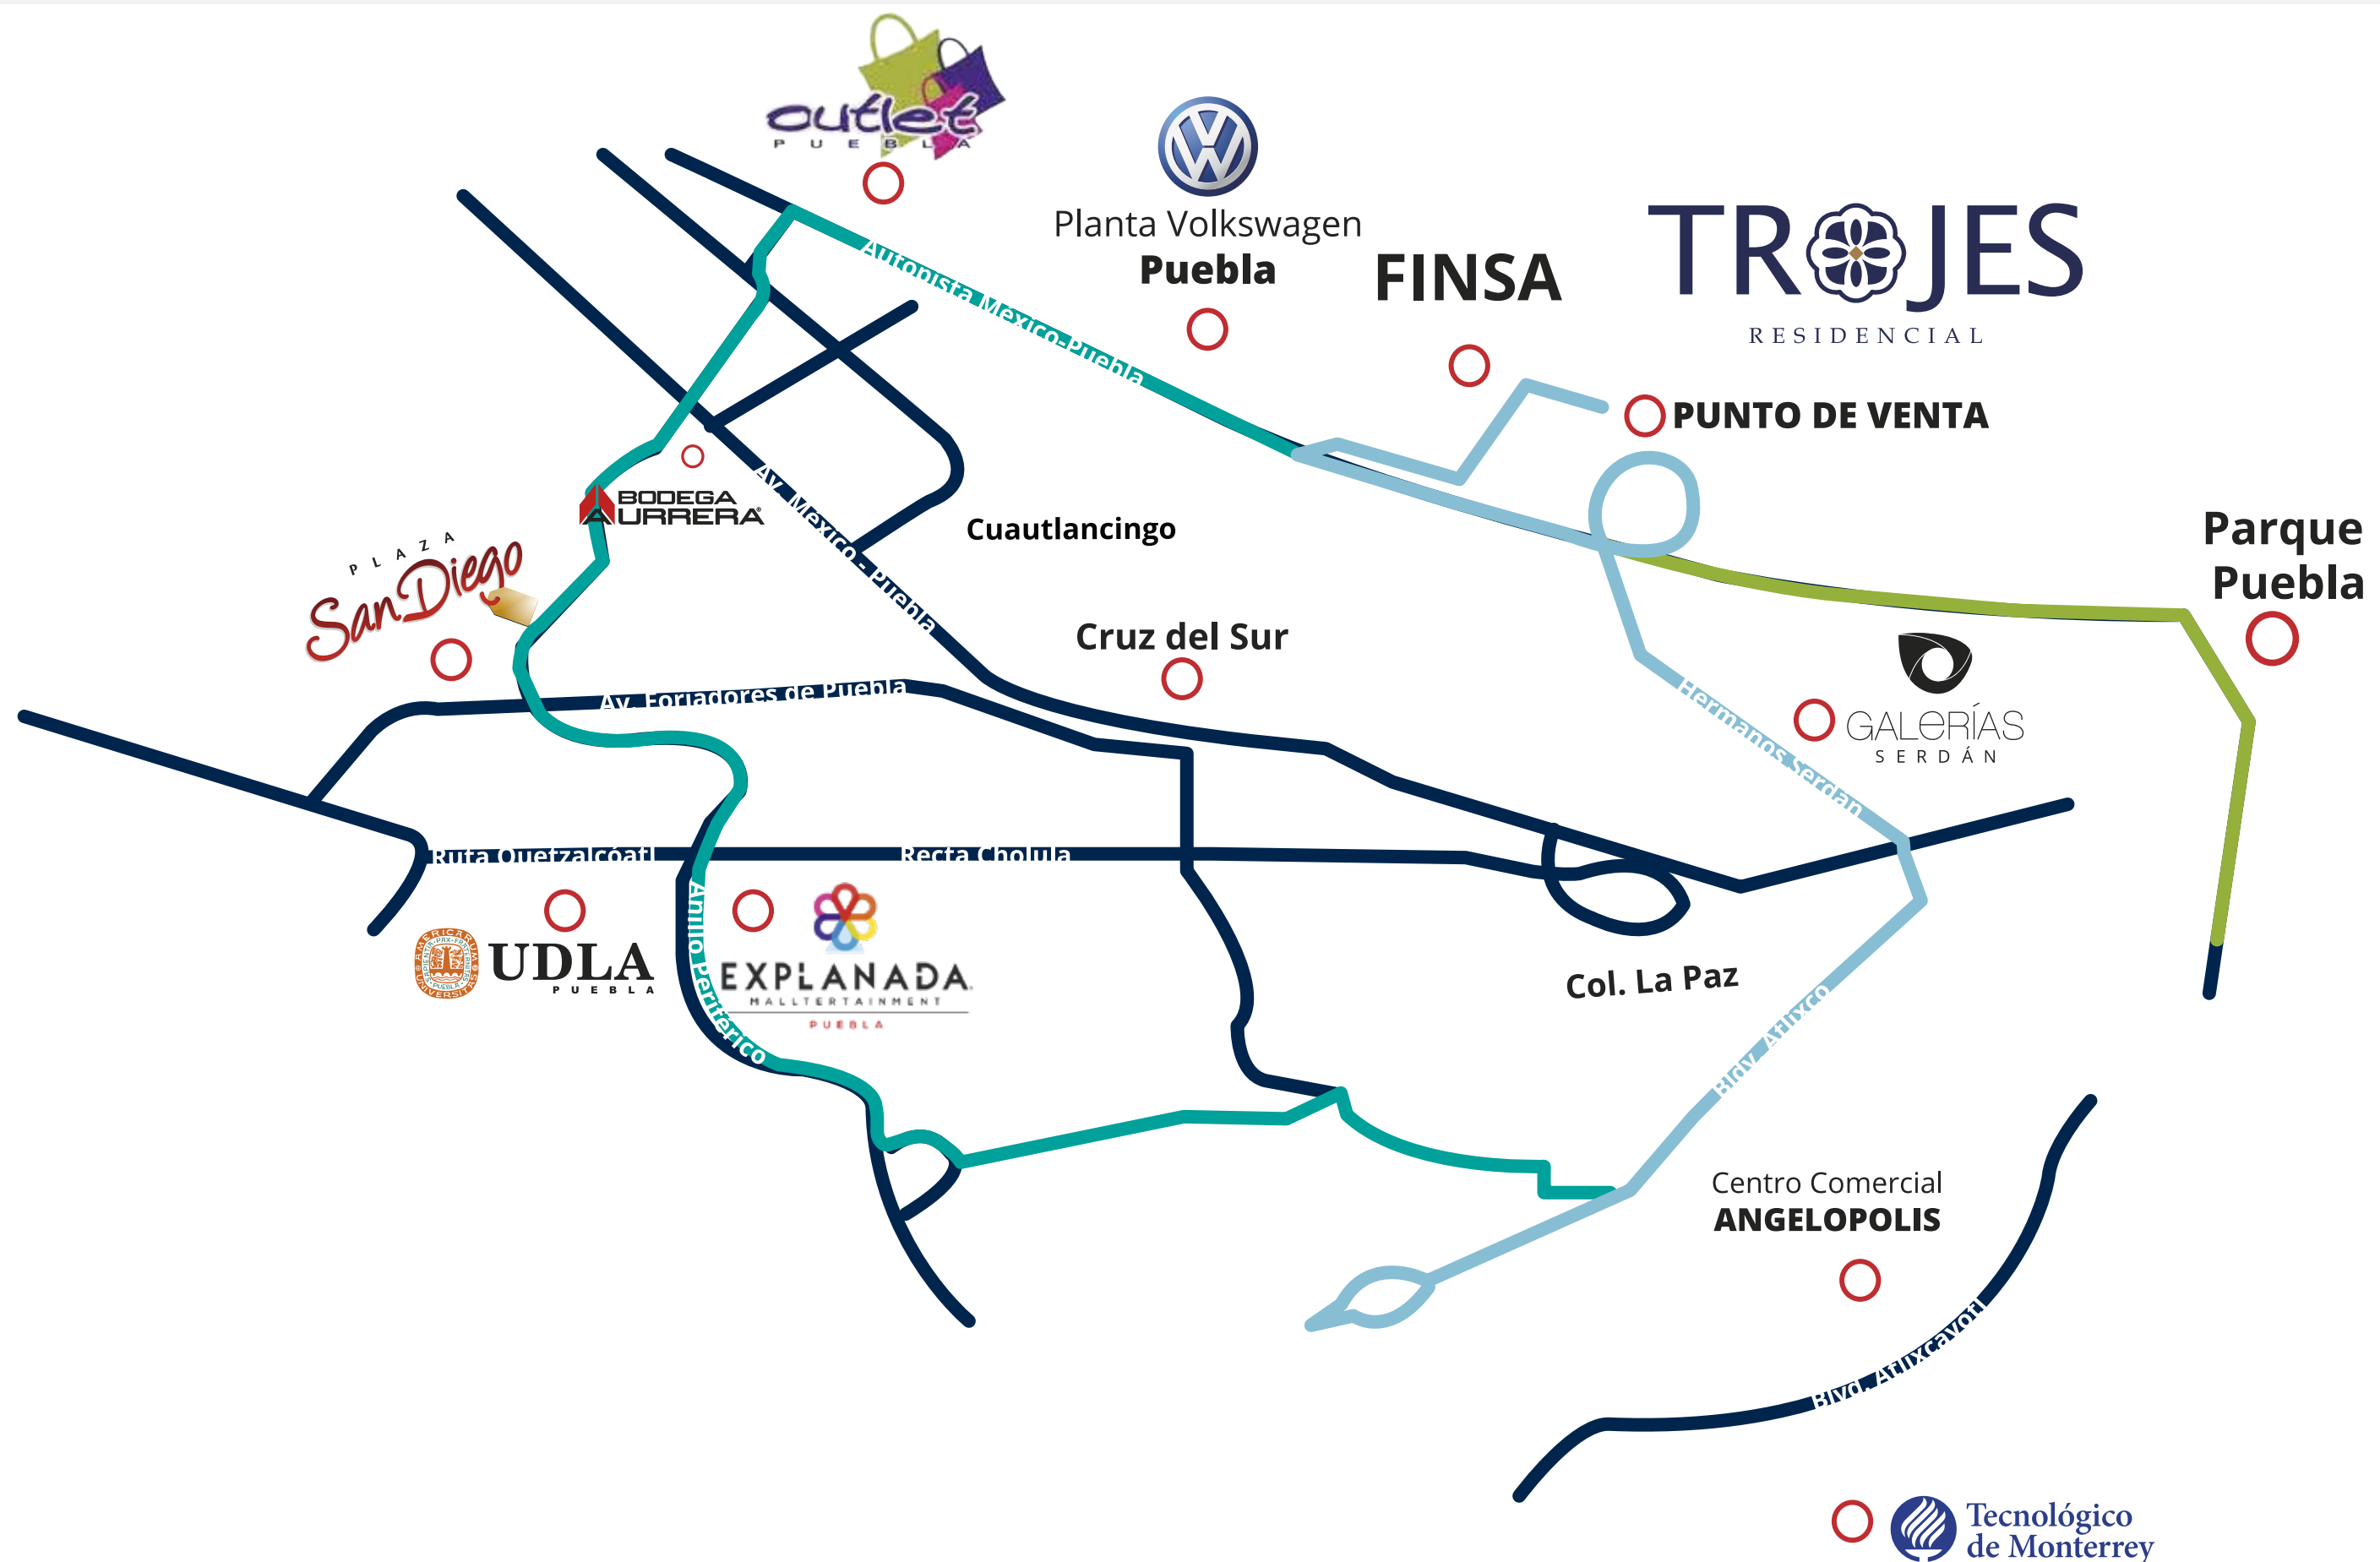 outlet
PUEBLA
Planta Volkswagen
Puebla
FINSA
TROJES
RESIDENCIAL
Autopista México-Puebla
PUNTO DE VENTA
BODEGA
AURRERA
Av. México - Puebla
Cuautlancingo
PLAZA
San Diego
Parque
Puebla
Cruz del Sur
Av. Forjadores de Puebla
Hermanos Serdan
GALERÍAS
SERDÁN
Ruta Quetzalcóatl
Recta Cholula
Anillo Periférico
UDLA
PUEBLA
EXPLANADA
MALLTERTAINMENT
PUEBLA
Col. La Paz
Bldv. Atlixco
Centro Comercial
ANGELOPOLIS
Blvd. Atlixcayotl
Tecnológico
de Monterrey